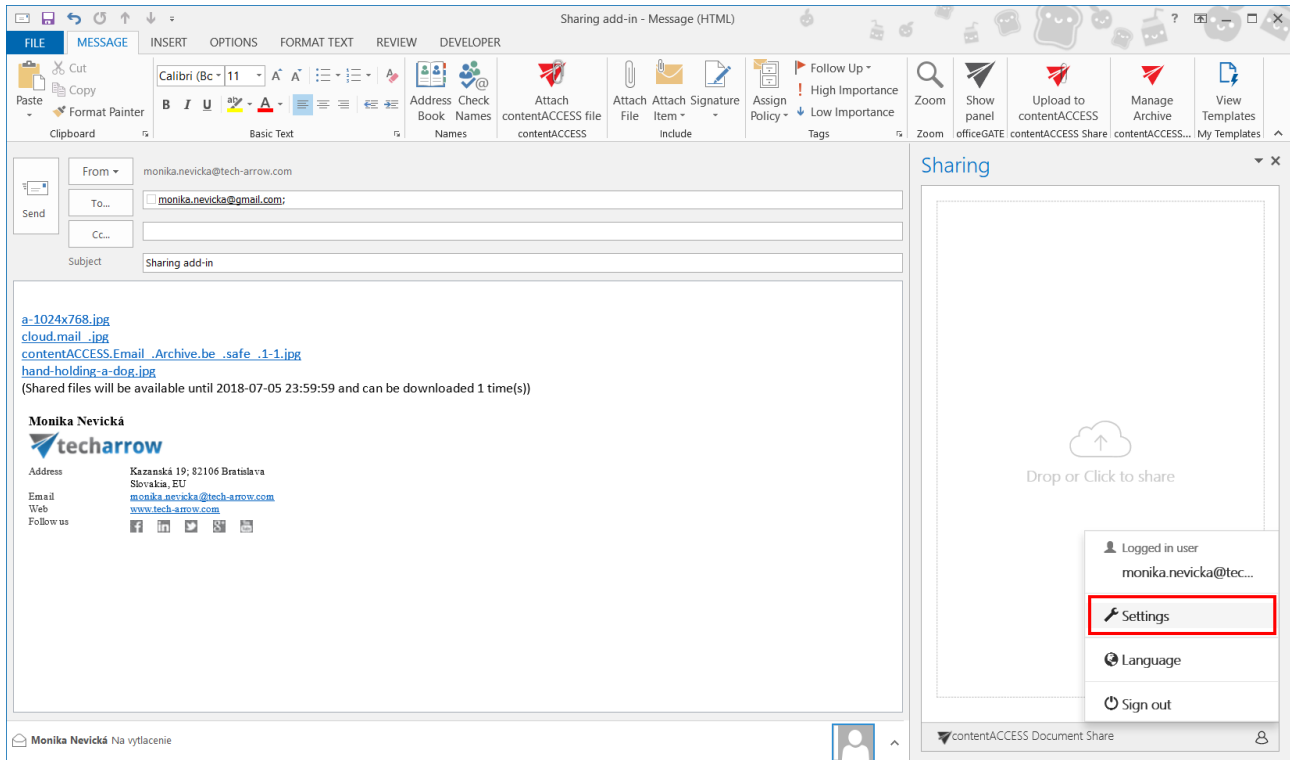 Sharing add-in - Message (HTML)
?
FILE MESSAGE INSERT OPTIONS FORMAT TEXT REVIEW DEVELOPER
Paste
Cut
Copy
Format Painter
Clipboard
Calibri (Bc 11 A A
B I U aby A
Basic Text
Address Book
Check Names
Names
Attach contentACCESS file
contentACCESS
Attach File
Attach Item
Signature
Include
Assign Policy
Follow Up
High Importance
Low Importance
Tags
Zoom
Zoom
Show panel
officeGATE
Upload to contentACCESS
contentACCESS Share
Manage Archive
contentACCESS...
View Templates
My Templates
Send
From monika.nevicka@tech-arrow.com
To... monika.nevicka@gmail.com;
Cc...
Subject Sharing add-in
a-1024x768.jpg
cloud.mail_.jpg
contentACCESS.Email_.Archive.be_.safe_.1-1.jpg
hand-holding-a-dog.jpg
(Shared files will be available until 2018-07-05 23:59:59 and can be downloaded 1 time(s))
Monika Nevická
techarrow
Address Kazanská 19; 82106 Bratislava
Slovakia, EU
Email monika.nevicka@tech-arrow.com
Web www.tech-arrow.com
Follow us
Monika Nevická Na vytlacenie
Sharing
Drop or Click to share
Logged in user
monika.nevicka@tec...
Settings
Language
Sign out
contentACCESS Document Share